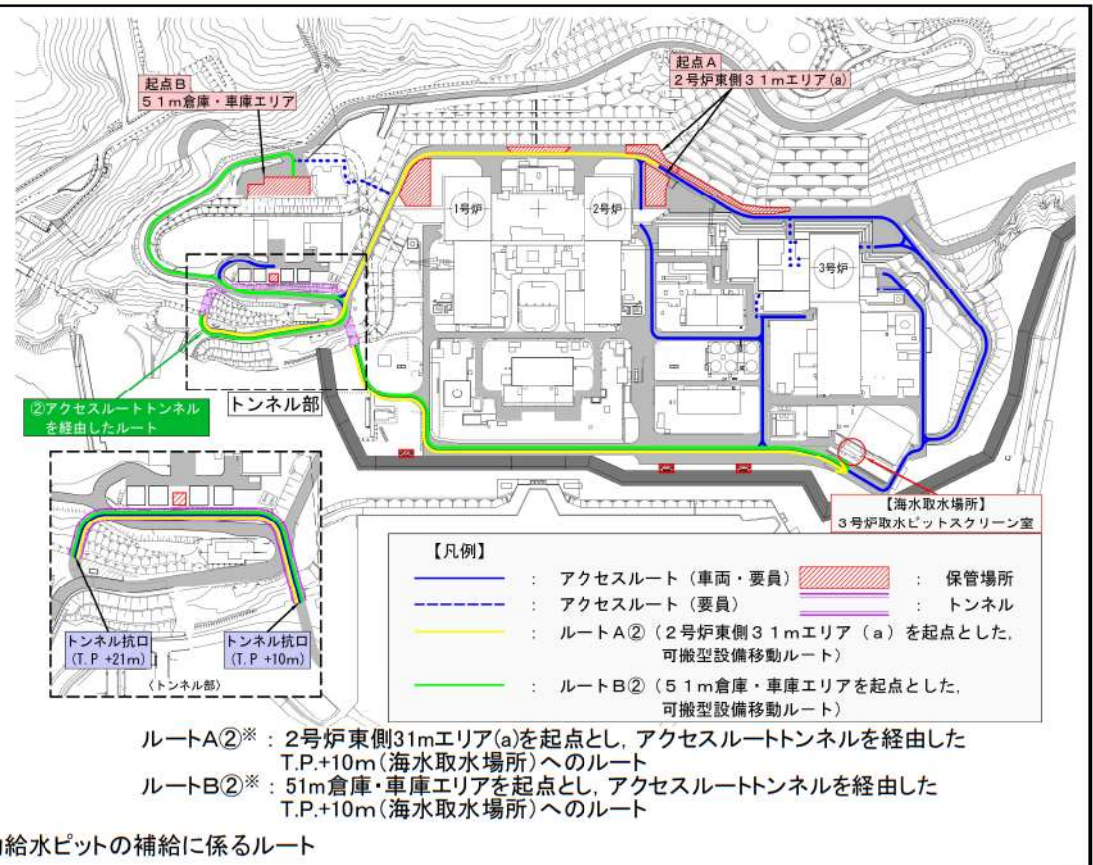 起点B
51m倉庫・車庫エリア
起点A
2号炉東側31mエリア(a)
1号炉
2号炉
3号炉
②アクセスルートトンネル
を経由したルート
トンネル部
【海水取水場所】
3号炉取水ピットスクリーン室
トンネル抗口
(T.P +21m)
トンネル抗口
(T.P +10m)
〈トンネル部〉
【凡例】
: アクセスルート(車両・要員)
: 保管場所
: アクセスルート(要員)
: トンネル
: ルートA②(2号炉東側31mエリア(a)を起点とした,
可搬型設備移動ルート)
: ルートB②(51m倉庫・車庫エリアを起点とした,
可搬型設備移動ルート)
ルートA②※ : 2号炉東側31mエリア(a)を起点とし, アクセスルートトンネルを経由した
T.P.+10m(海水取水場所)へのルート
ルートB②※ : 51m倉庫・車庫エリアを起点とし, アクセスルートトンネルを経由した
T.P.+10m(海水取水場所)へのルート
給水ピットの補給に係るルート